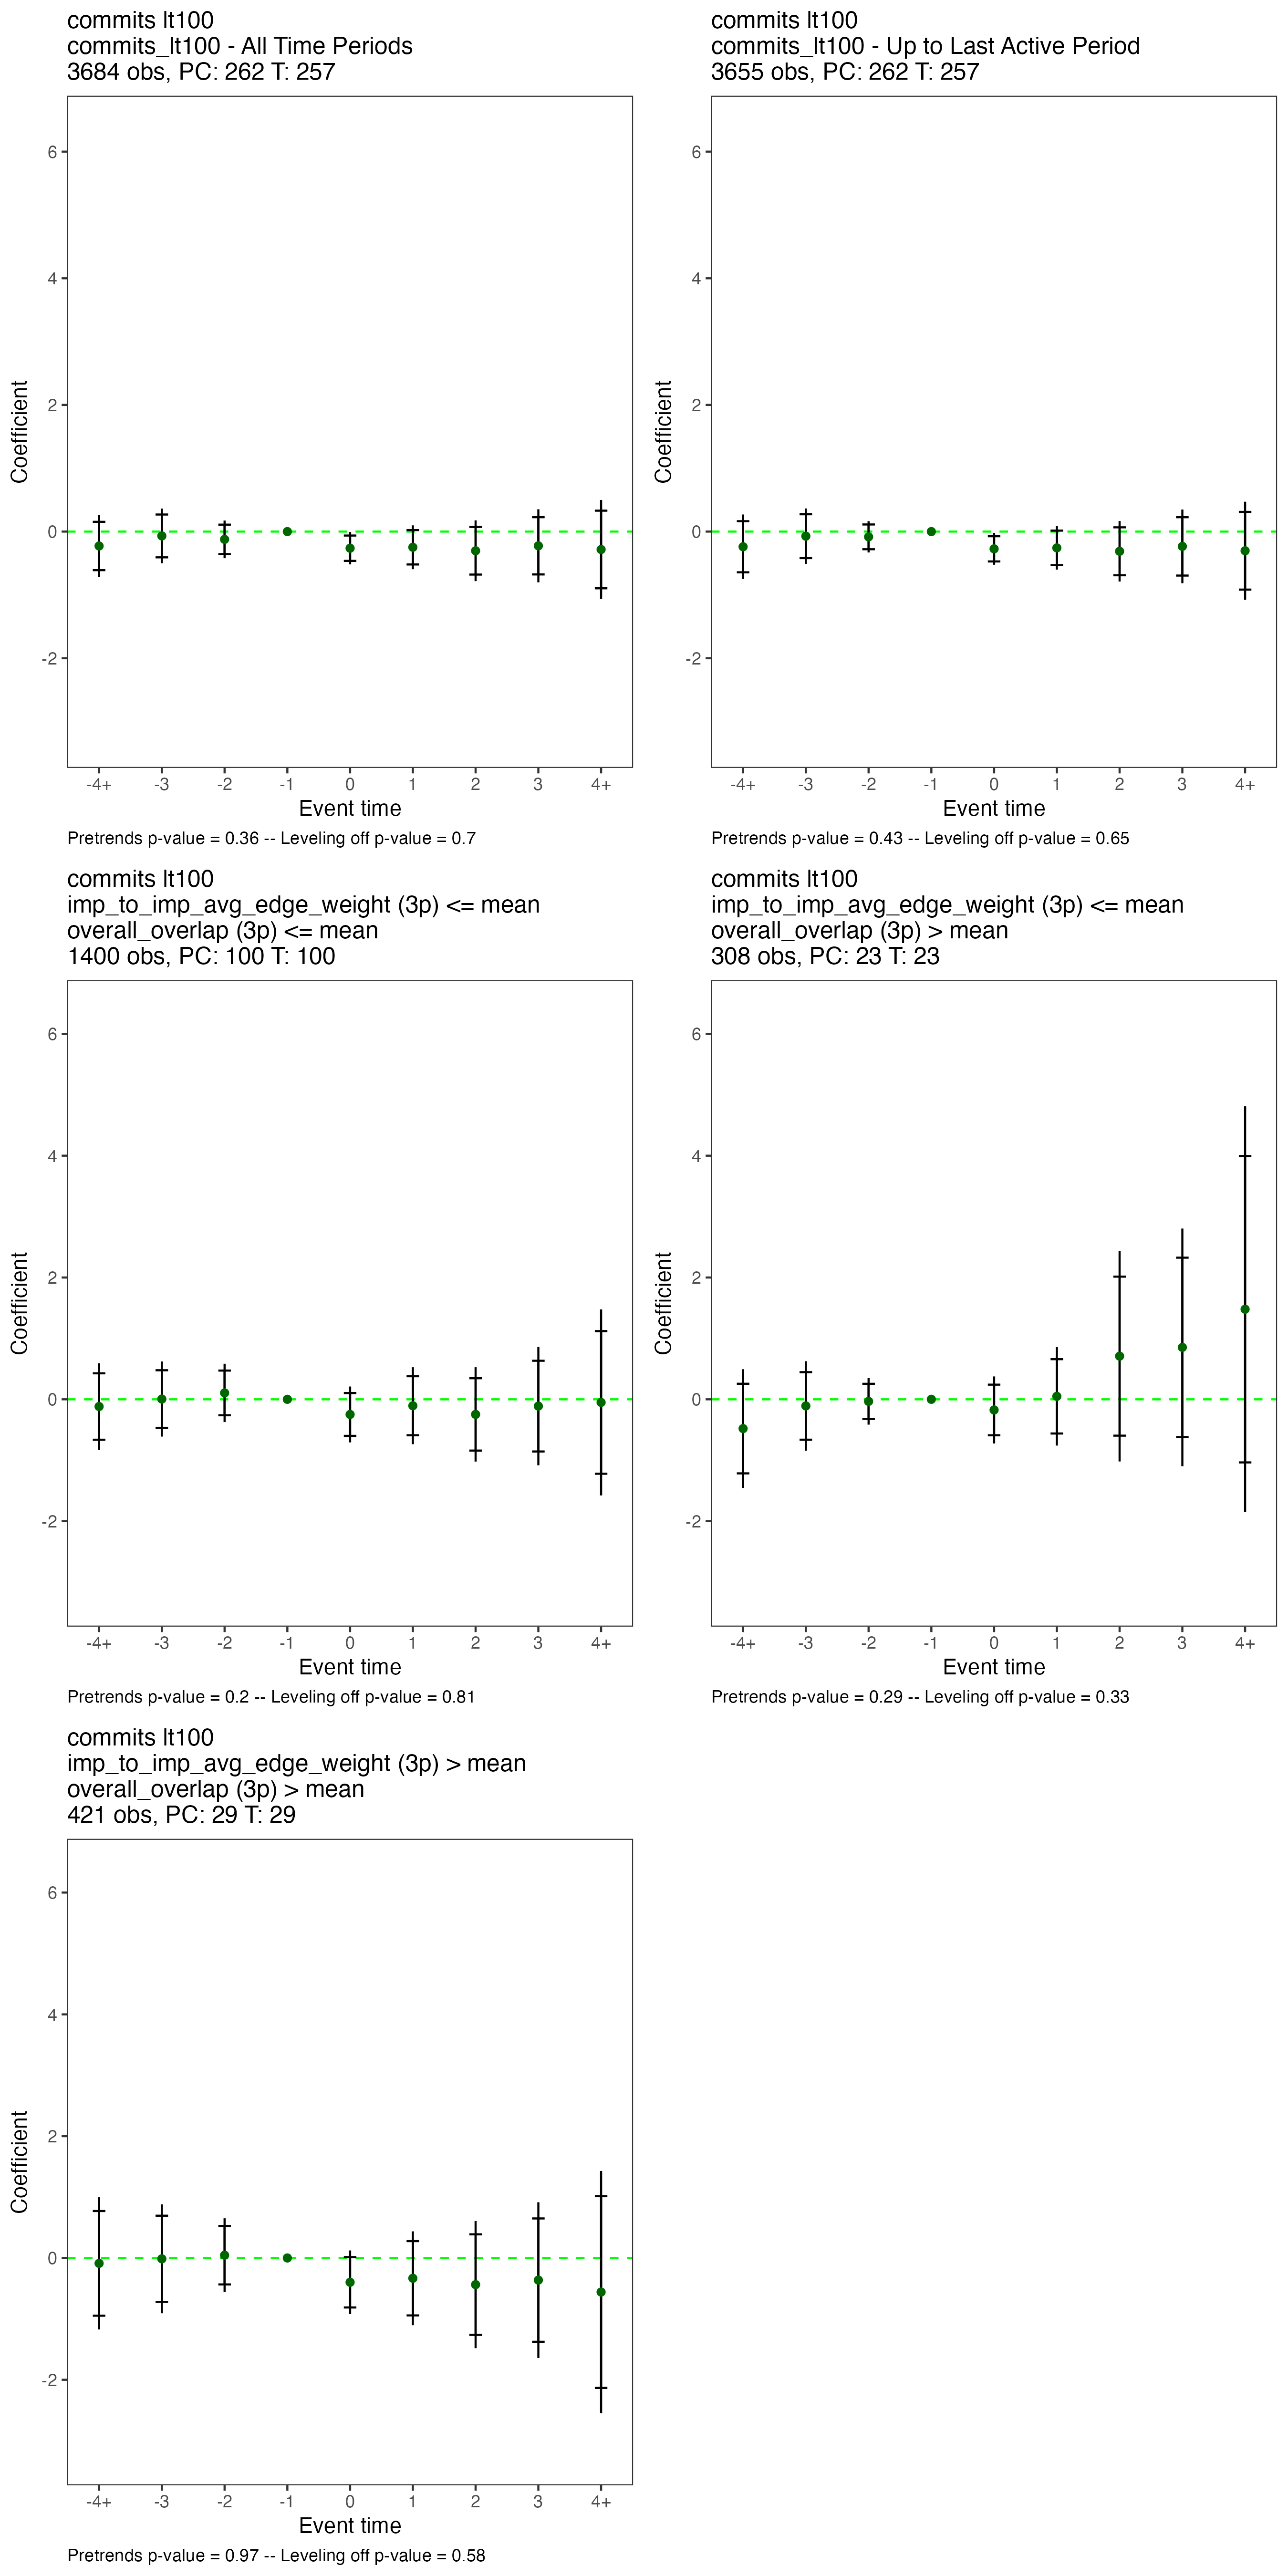 commits lt100
commits_lt100 - All Time Periods
3684 obs, PC: 262 T: 257
Coefficient
6
4
2
0
-2
-4+ -3 -2 -1 0 1 2 3 4+
Event time
Pretrends p-value = 0.36 -- Leveling off p-value = 0.7
commits lt100
commits_lt100 - Up to Last Active Period
3655 obs, PC: 262 T: 257
Coefficient
6
4
2
0
-2
-4+ -3 -2 -1 0 1 2 3 4+
Event time
Pretrends p-value = 0.43 -- Leveling off p-value = 0.65
commits lt100
imp_to_imp_avg_edge_weight (3p) <= mean
overall_overlap (3p) <= mean
1400 obs, PC: 100 T: 100
Coefficient
6
4
2
0
-2
-4+ -3 -2 -1 0 1 2 3 4+
Event time
Pretrends p-value = 0.2 -- Leveling off p-value = 0.81
commits lt100
imp_to_imp_avg_edge_weight (3p) <= mean
overall_overlap (3p) > mean
308 obs, PC: 23 T: 23
Coefficient
6
4
2
0
-2
-4+ -3 -2 -1 0 1 2 3 4+
Event time
Pretrends p-value = 0.29 -- Leveling off p-value = 0.33
commits lt100
imp_to_imp_avg_edge_weight (3p) > mean
overall_overlap (3p) > mean
421 obs, PC: 29 T: 29
Coefficient
6
4
2
0
-2
-4+ -3 -2 -1 0 1 2 3 4+
Event time
Pretrends p-value = 0.97 -- Leveling off p-value = 0.58